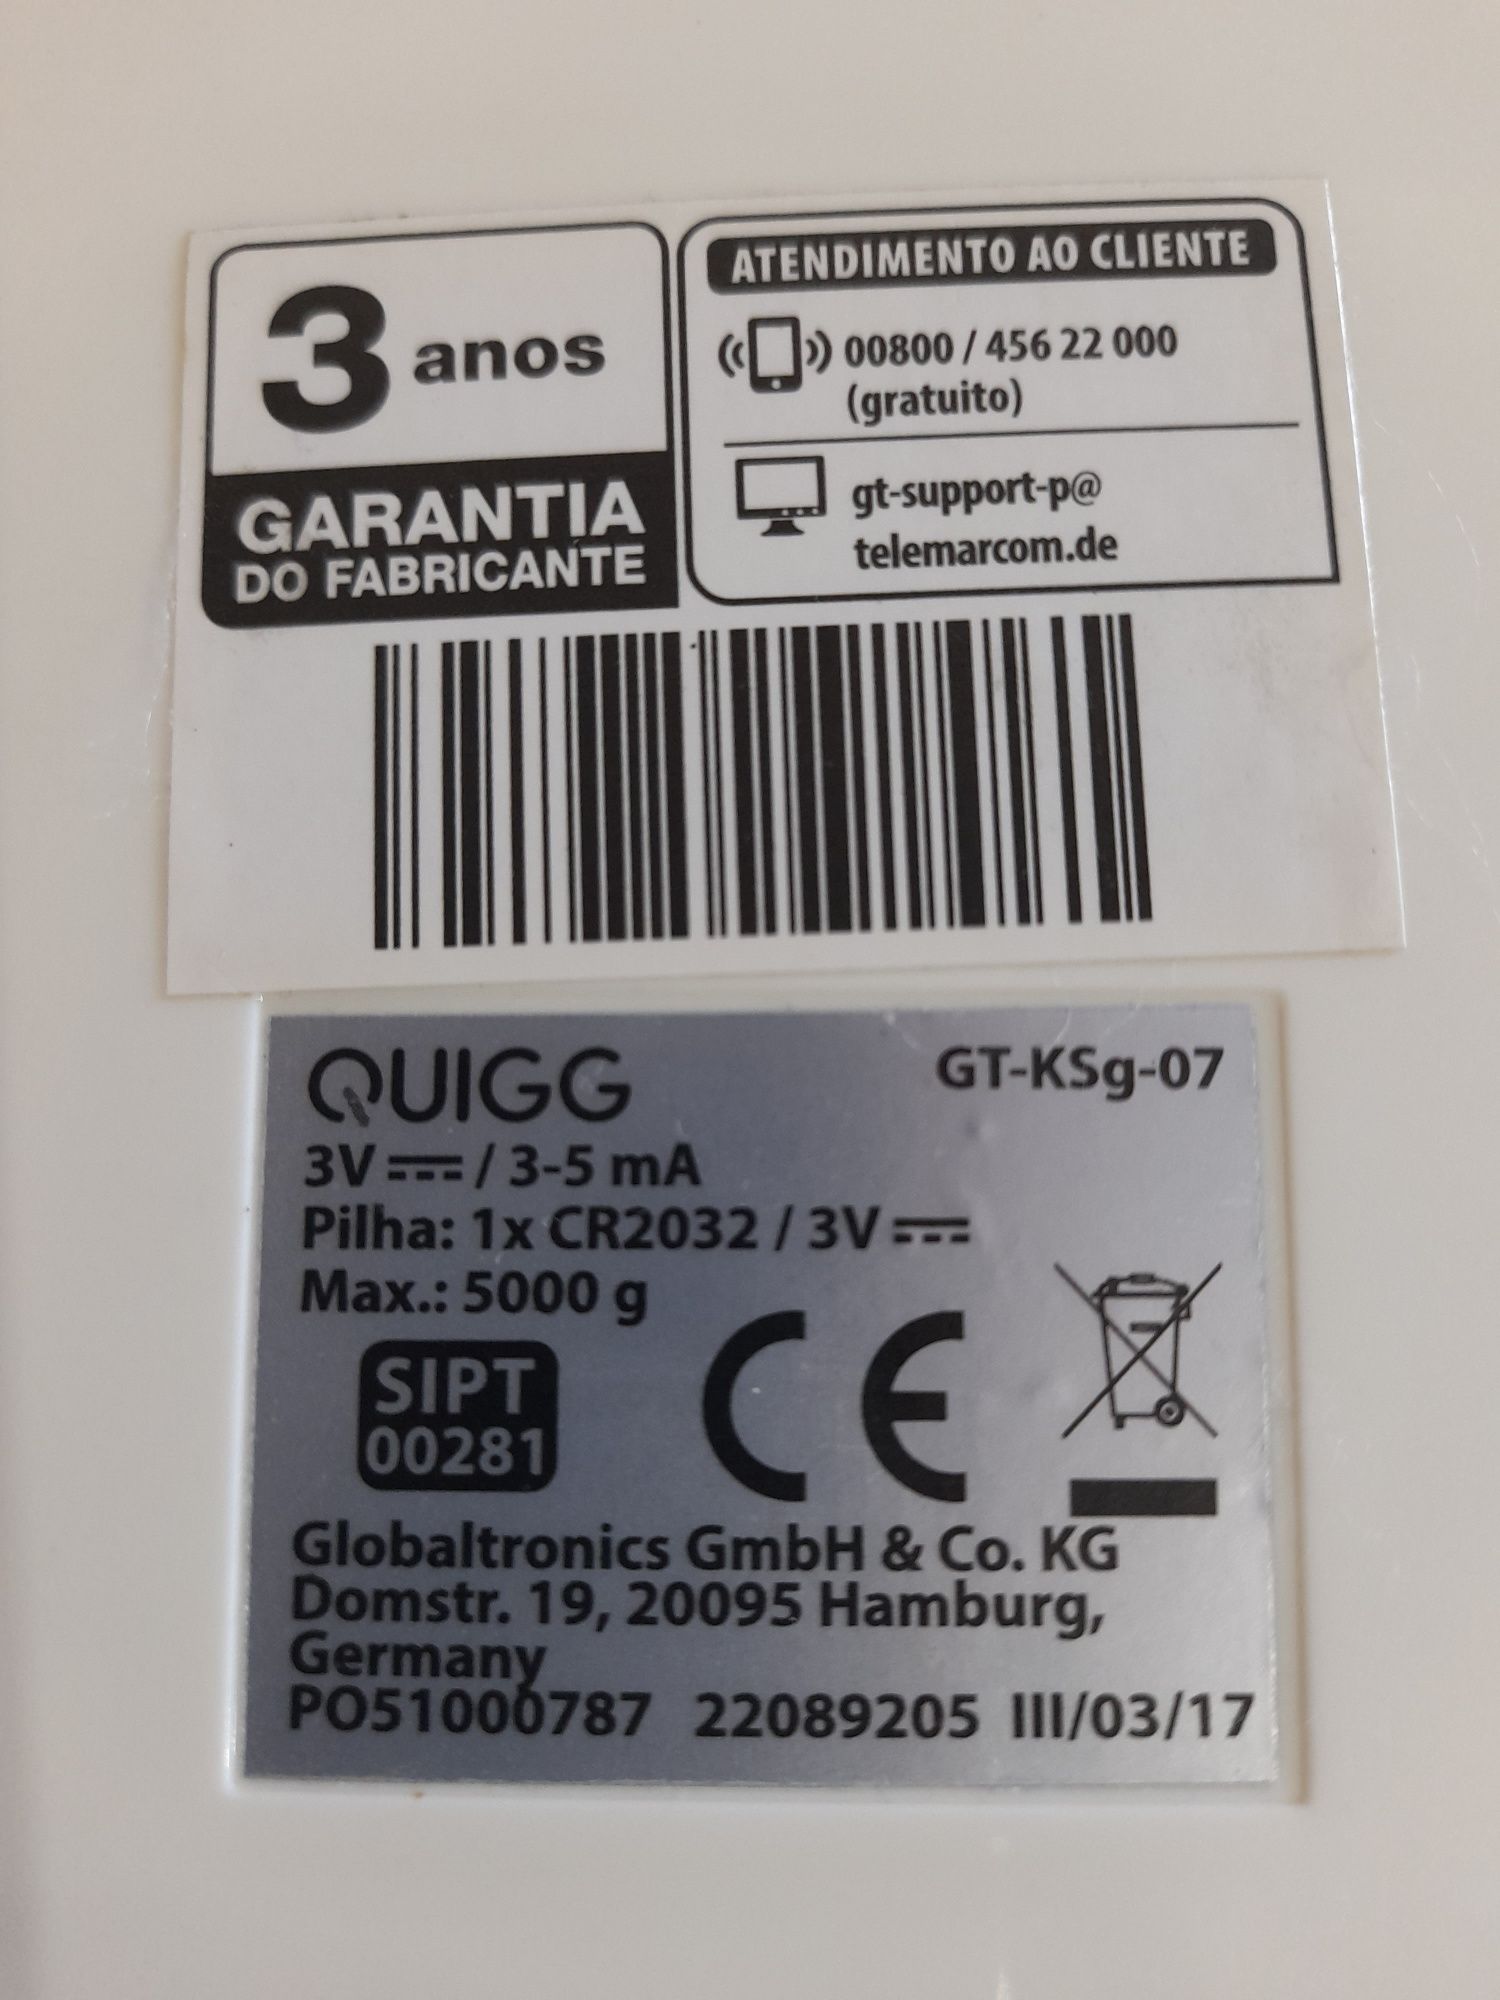 3 anos
GARANTIA
DO FABRICANTE
ATENDIMENTO AO CLIENTE
00800 / 456 22 000
(gratuito)
gt-support-p@
telemarcom.de
QUIGG
GT-KSg-07
3V⎓ / 3-5 mA
Pilha: 1x CR2032 / 3V⎓
Max.: 5000 g
SIPT
00281
CE
Globaltronics GmbH & Co. KG
Domstr. 19, 20095 Hamburg,
Germany
PO51000787 22089205 III/03/17